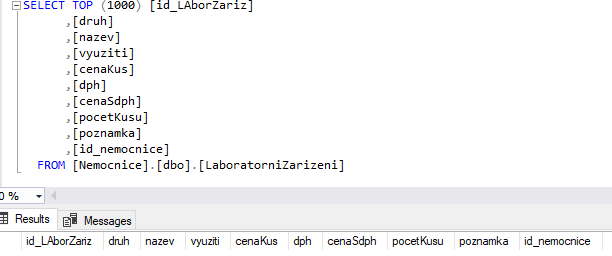 SELECT TOP (1000) [id_LAborZariz]
,[druh]
,[nazev]
,[vyuziti]
,[cenaKus]
,[dph]
,[cenaSdph]
,[pocetKusu]
,[poznamka]
,[id_nemocnice]
FROM [Nemocnice].[dbo].[LaboratorniZarizeni]
0 %
Results Messages
id_LAborZariz druh nazev vyuziti cenaKus dph cenaSdph pocetKusu poznamka id_nemocnice